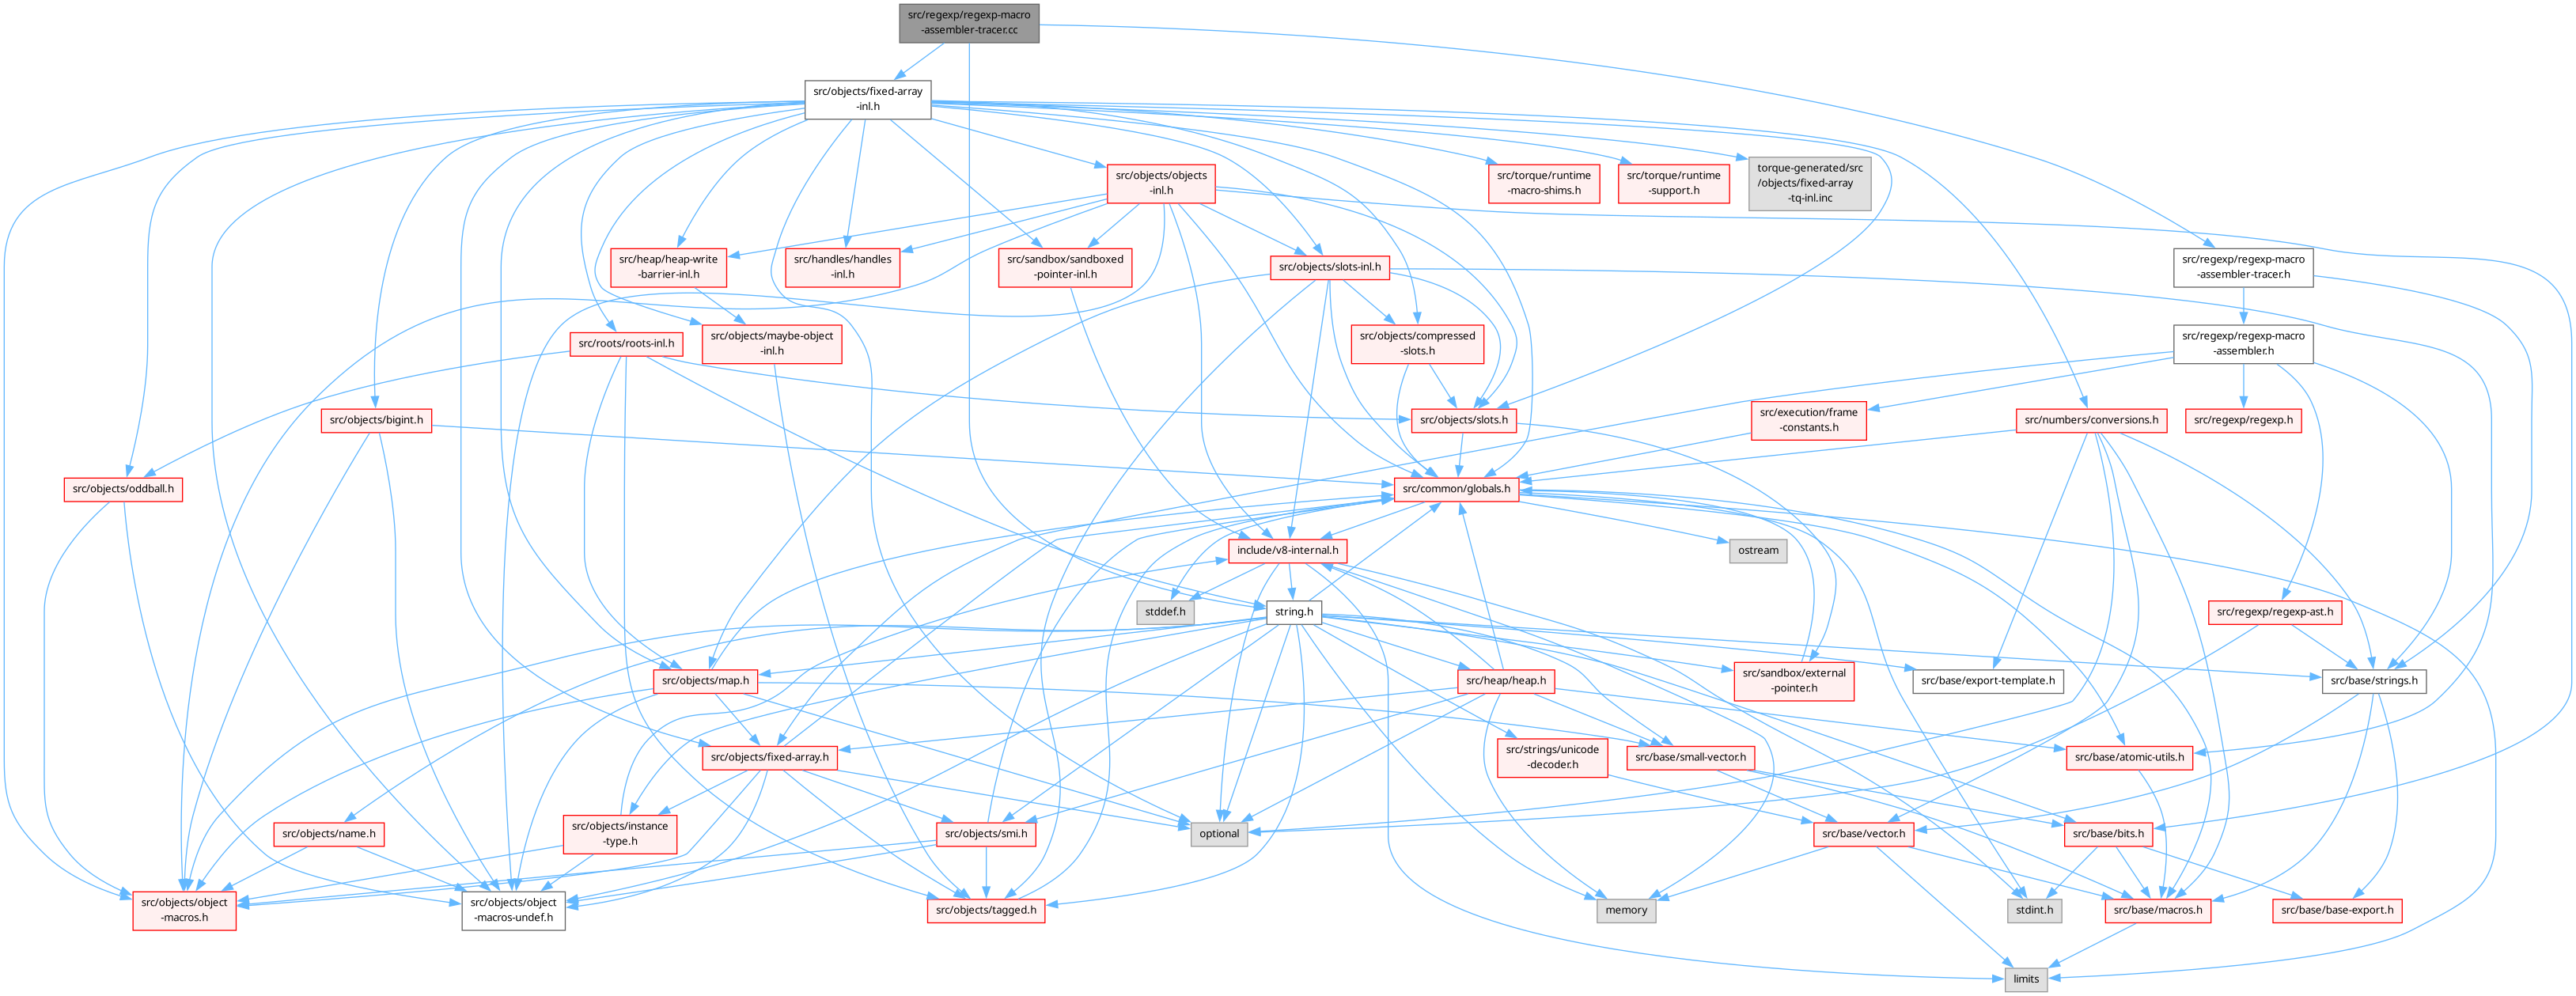 src/regexp/regexp-macro
-assembler-tracer.cc
src/objects/fixed-array
-inl.h
src/objects/objects
-inl.h
src/torque/runtime
-macro-shims.h
src/torque/runtime
-support.h
torque-generated/src
/objects/fixed-array
-tq-inl.inc
src/heap/heap-write
-barrier-inl.h
src/handles/handles
-inl.h
src/sandbox/sandboxed
-pointer-inl.h
src/objects/slots-inl.h
src/regexp/regexp-macro
-assembler-tracer.h
src/roots/roots-inl.h
src/objects/maybe-object
-inl.h
src/objects/compressed
-slots.h
src/regexp/regexp-macro
-assembler.h
src/objects/bigint.h
src/objects/slots.h
src/execution/frame
-constants.h
src/numbers/conversions.h
src/regexp/regexp.h
src/objects/oddball.h
src/common/globals.h
include/v8-internal.h
ostream
stddef.h
string.h
src/regexp/regexp-ast.h
src/objects/map.h
src/heap/heap.h
src/sandbox/external
-pointer.h
src/base/export-template.h
src/base/strings.h
src/objects/fixed-array.h
src/strings/unicode
-decoder.h
src/base/small-vector.h
src/base/atomic-utils.h
src/objects/name.h
src/objects/instance
-type.h
src/objects/smi.h
optional
src/base/vector.h
src/base/bits.h
src/objects/object
-macros.h
src/objects/object
-macros-undef.h
src/objects/tagged.h
memory
stdint.h
src/base/macros.h
src/base/base-export.h
limits